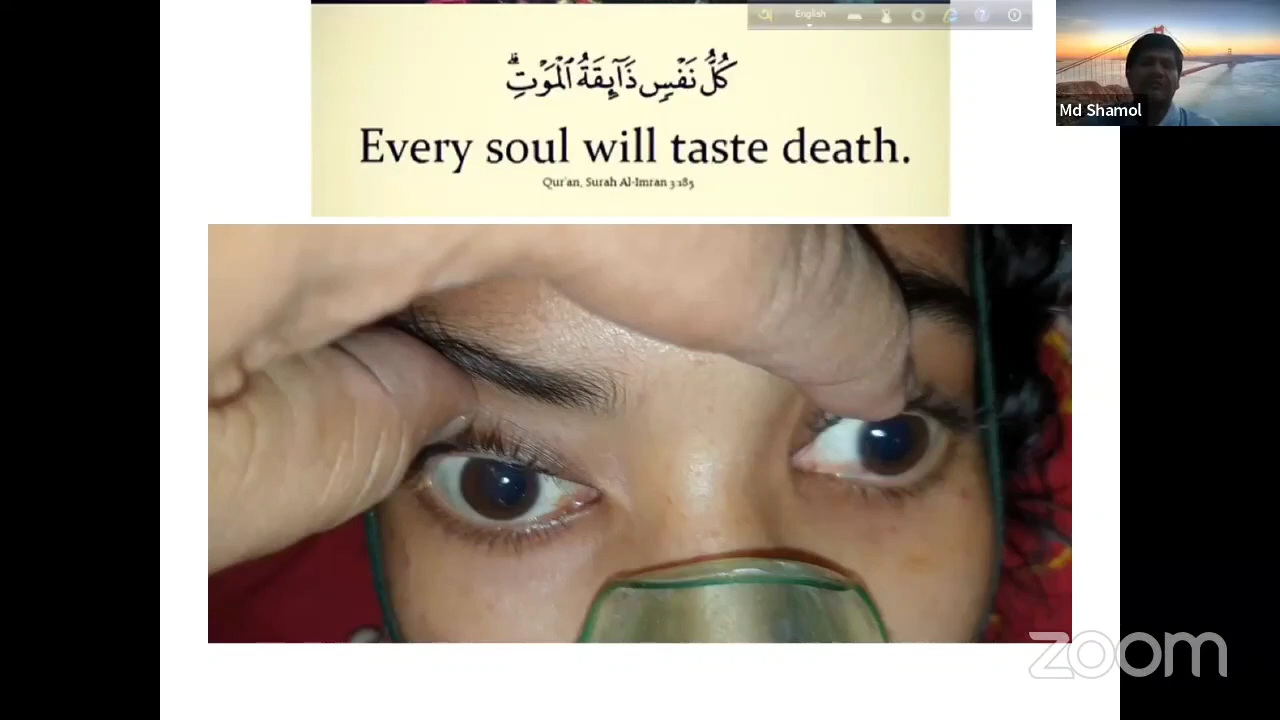 English
كُلُّ نَفْسٍ ذَآئِقَةُ ٱلْمَوْتِ ۗ
Every soul will taste death.
Qur'an, Surah Al-Imran 3:185
Md Shamol
zoom